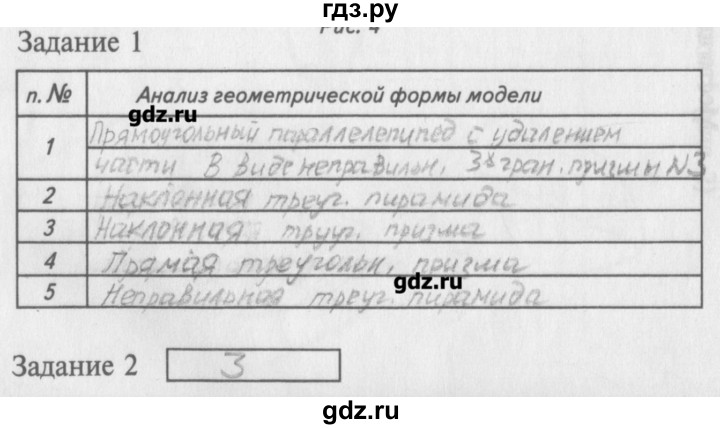 гдз.ру
Рис. 4
Задание 1
п. № Анализ геометрической формы модели
gdz.ru
1 Прямоугольный параллелепипед с удалением
части в виде неправильн. 3х гран. призмы №3
2 Наклонная треуг. пирамида
3 Наклонная трууг. призма
4 Прямая треугольн. призма
gdz.ru
5 Неправильная треуг. пирамида
Задание 2 3
gdz.ru